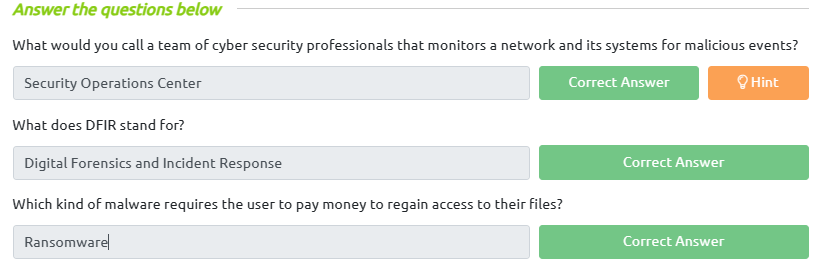 Answer the questions below
What would you call a team of cyber security professionals that monitors a network and its systems for malicious events?
Security Operations Center
Correct Answer
Hint
What does DFIR stand for?
Digital Forensics and Incident Response
Correct Answer
Which kind of malware requires the user to pay money to regain access to their files?
Ransomware
Correct Answer